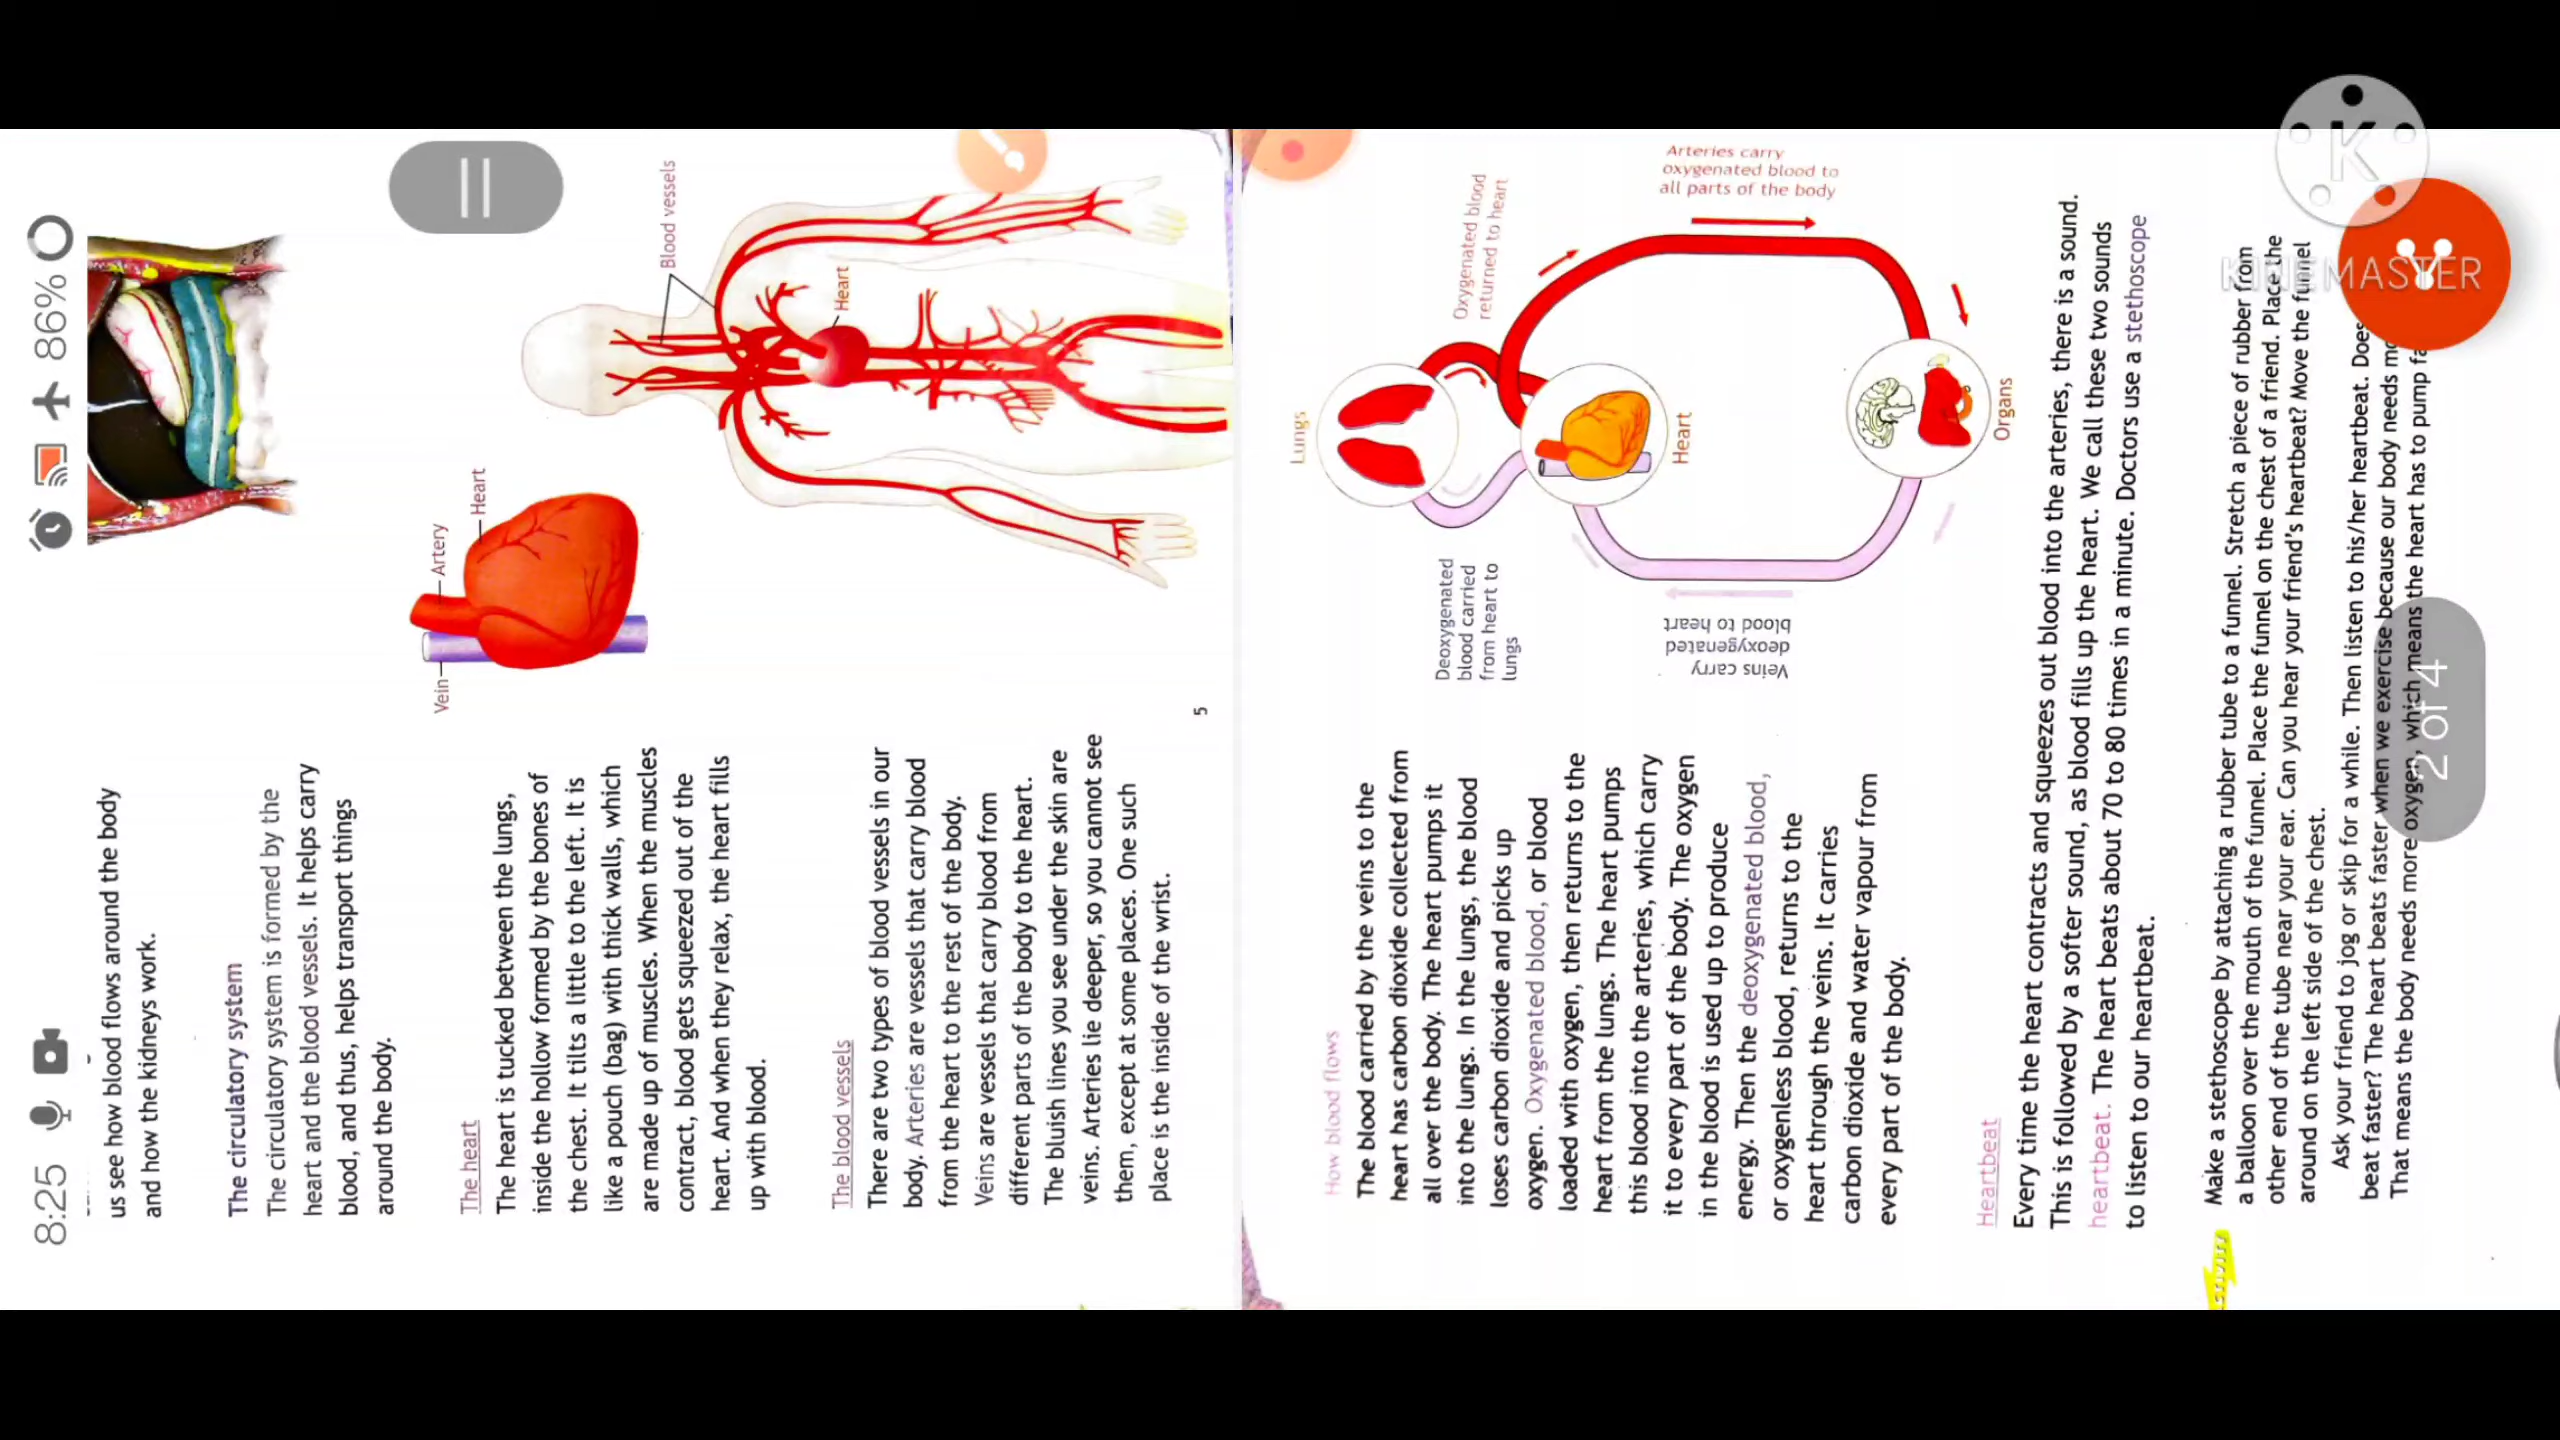 8:25
86%
us see how blood flows around the body
and how the kidneys work.
The circulatory system
The circulatory system is formed by the
heart and the blood vessels. It helps carry
blood, and thus, helps transport things
around the body.
The heart
The heart is tucked between the lungs,
inside the hollow formed by the bones of
the chest. It tilts a little to the left. It is
like a pouch (bag) with thick walls, which
are made up of muscles. When the muscles
contract, blood gets squeezed out of the
heart. And when they relax, the heart fills
up with blood.
Vein
Artery
Heart
The blood vessels
There are two types of blood vessels in our
body. Arteries are vessels that carry blood
from the heart to the rest of the body.
Veins are vessels that carry blood from
different parts of the body to the heart.
The bluish lines you see under the skin are
veins. Arteries lie deeper, so you cannot see
them, except at some places. One such
place is the inside of the wrist.
Blood vessels
Heart
5
How blood flows
The blood carried by the veins to the
heart has carbon dioxide collected from
all over the body. The heart pumps it
into the lungs. In the lungs, the blood
loses carbon dioxide and picks up
oxygen. Oxygenated blood, or blood
loaded with oxygen, then returns to the
heart from the lungs. The heart pumps
this blood into the arteries, which carry
it to every part of the body. The oxygen
in the blood is used up to produce
energy. Then the deoxygenated blood,
or oxygenless blood, returns to the
heart through the veins. It carries
carbon dioxide and water vapour from
every part of the body.
Lungs
Deoxygenated
blood carried
from heart to
lungs
Oxygenated blood
returned to heart
Heart
Veins carry
deoxygenated
blood to heart
Arteries carry
oxygenated blood to
all parts of the body
Organs
Heartbeat
Every time the heart contracts and squeezes out blood into the arteries, there is a sound.
This is followed by a softer sound, as blood fills up the heart. We call these two sounds
heartbeat. The heart beats about 70 to 80 times in a minute. Doctors use a stethoscope
to listen to our heartbeat.
Make a stethoscope by attaching a rubber tube to a funnel. Stretch a piece of rubber from
a balloon over the mouth of the funnel. Place the funnel on the chest of a friend. Place the
other end of the tube near your ear. Can you hear your friend's heartbeat? Move the funnel
around on the left side of the chest.
Ask your friend to jog or skip for a while. Then listen to his/her heartbeat. Does
beat faster? The heart beats faster when we exercise because our body needs
That means the body needs more oxygen, which means the heart has to pump
2 of 4
K
KINEMASTER